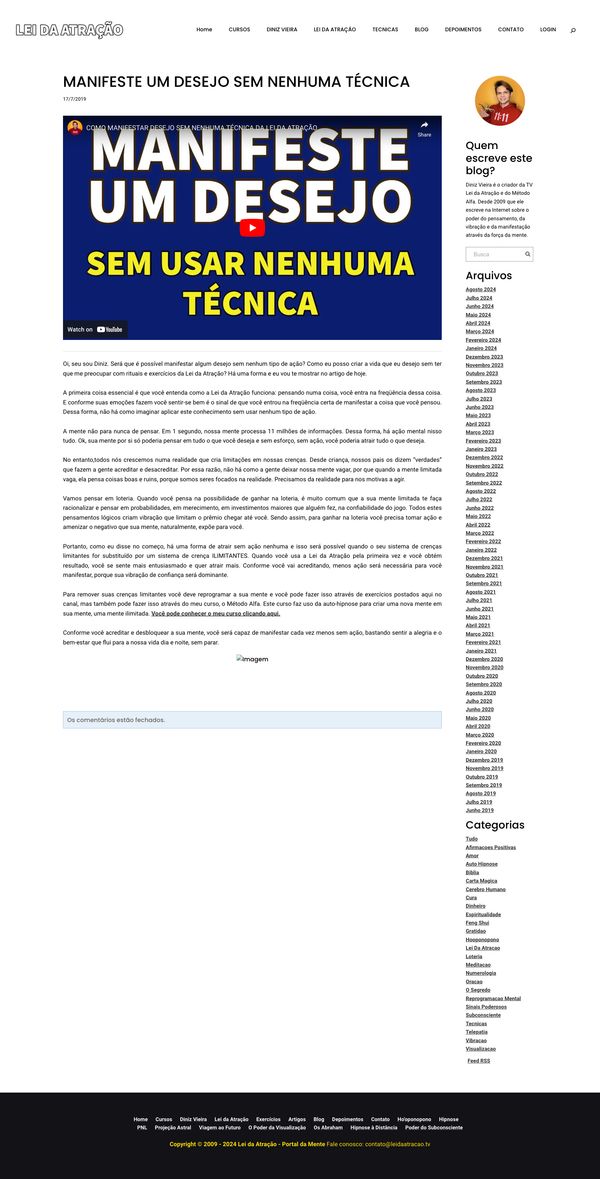 LEI DA ATRAÇÃO
Home CURSOS DINIZ VIEIRA LEI DA ATRAÇÃO TECNICAS BLOG DEPOIMENTOS CONTATO LOGIN
MANIFESTE UM DESEJO SEM NENHUMA TÉCNICA
17/7/2019
COMO MANIFESTAR DESEJO SEM NENHUMA TÉCNICA DA LEI DA ATRAÇÃO
Share
MANIFESTE
UM DESEJO
SEM USAR NENHUMA
TÉCNICA
Watch on YouTube
Oi, seu sou Diniz. Será que é possível manifestar algum desejo sem nenhum tipo de ação? Como eu posso criar a vida que eu desejo sem ter
que me preocupar com rituais e exercícios da Lei da Atração? Há uma forma e eu vou te mostrar no artigo de hoje.
A primeira coisa essencial é que você entenda como a Lei da Atração funciona: pensando numa coisa, você entra na freqüência dessa coisa.
E conforme suas emoções fazem você sentir-se bem é o sinal de que você entrou na freqüência certa de manifestar a coisa que você pensou.
Dessa forma, não há como imaginar aplicar este conhecimento sem usar nenhum tipo de ação.
A mente não para nunca de pensar. Em 1 segundo, nossa mente processa 11 milhões de informações. Dessa forma, há ação mental nisso
tudo. Ok, sua mente por si só poderia pensar em tudo o que você deseja e sem esforço, sem ação, você poderia atrair tudo o que deseja.
No entanto,todos nós crescemos numa realidade que cria limitações em nossas crenças. Desde criança, nossos pais os dizem “verdades”
que fazem a gente acreditar e desacreditar. Por essa razão, não há como a gente deixar nossa mente vagar, por que quando a mente limitada
vaga, ela pensa coisas boas e ruins, porque somos seres focados na realidade. Precisamos da realidade para nos motivas a agir.
Vamos pensar em loteria. Quando você pensa na possibilidade de ganhar na loteria, é muito comum que a sua mente limitada te faça
racionalizar e pensar em probabilidades, em merecimento, em investimentos maiores que alguém fez, na confiabilidade do jogo. Todos estes
pensamentos lógicos criam vibração que limitam o prêmio chegar até você. Sendo assim, para ganhar na loteria você precisa tomar ação e
amenizar o negativo que sua mente, naturalmente, expõe para você.
Portanto, como eu disse no começo, há uma forma de atrair sem ação nenhuma e isso será possível quando o seu sistema de crenças
limitantes for substituído por um sistema de crença ILIMITANTES. Quando você usa a Lei da Atração pela primeira vez e você obtém
resultado, você se sente mais entusiasmado e quer atrair mais. Conforme você vai acreditando, menos ação será necessária para você
manifestar, porque sua vibração de confiança será dominante.
Para remover suas crenças limitantes você deve reprogramar a sua mente e você pode fazer isso através de exercícios postados aqui no
canal, mas também pode fazer isso através do meu curso, o Método Alfa. Este curso faz uso da auto-hipnose para criar uma nova mente em
sua mente, uma mente ilimitada. Você pode conhecer o meu curso clicando aqui.
Conforme você acreditar e desbloquear a sua mente, você será capaz de manifestar cada vez menos sem ação, bastando sentir a alegria e o
bem-estar que flui para a nossa vida dia e noite, sem parar.
Imagem
Os comentários estão fechados.
11:11
Quem
escreve este
blog?
Diniz Vieira é o criador da TV
Lei da Atração e do Método
Alfa. Desde 2009 que ele
escreve na Internet sobre o
poder do pensamento, da
vibração e da manifestação
através da força da mente.
Busca
Arquivos
Agosto 2024
Julho 2024
Junho 2024
Maio 2024
Abril 2024
Março 2024
Fevereiro 2024
Janeiro 2024
Dezembro 2023
Novembro 2023
Outubro 2023
Setembro 2023
Agosto 2023
Julho 2023
Junho 2023
Maio 2023
Abril 2023
Março 2023
Fevereiro 2023
Janeiro 2023
Dezembro 2022
Novembro 2022
Outubro 2022
Setembro 2022
Agosto 2022
Julho 2022
Junho 2022
Maio 2022
Abril 2022
Março 2022
Fevereiro 2022
Janeiro 2022
Dezembro 2021
Novembro 2021
Outubro 2021
Setembro 2021
Agosto 2021
Julho 2021
Junho 2021
Maio 2021
Abril 2021
Março 2021
Fevereiro 2021
Janeiro 2021
Dezembro 2020
Novembro 2020
Outubro 2020
Setembro 2020
Agosto 2020
Julho 2020
Junho 2020
Maio 2020
Abril 2020
Março 2020
Fevereiro 2020
Janeiro 2020
Dezembro 2019
Novembro 2019
Outubro 2019
Setembro 2019
Agosto 2019
Julho 2019
Junho 2019
Categorias
Tudo
Afirmacoes Positivas
Amor
Auto Hipnose
Biblia
Carta Magica
Cerebro Humano
Cura
Dinheiro
Espiritualidade
Feng Shui
Gratidao
Hooponopono
Lei Da Atracao
Loteria
Meditacao
Numerologia
Oracao
O Segredo
Reprogramacao Mental
Sinais Poderosos
Subconsciente
Tecnicas
Telepatia
Vibracao
Visualizacao
Feed RSS
Home Cursos Diniz Vieira Lei da Atração Exercícios Artigos Blog Depoimentos Contato Ho'oponopono Hipnose
PNL Projeção Astral Viagem ao Futuro O Poder da Visualização Os Abraham Hipnose à Distância Poder do Subconsciente
Copyright © 2009 - 2024 Lei da Atração - Portal da Mente Fale conosco: contato@leidaatracao.tv